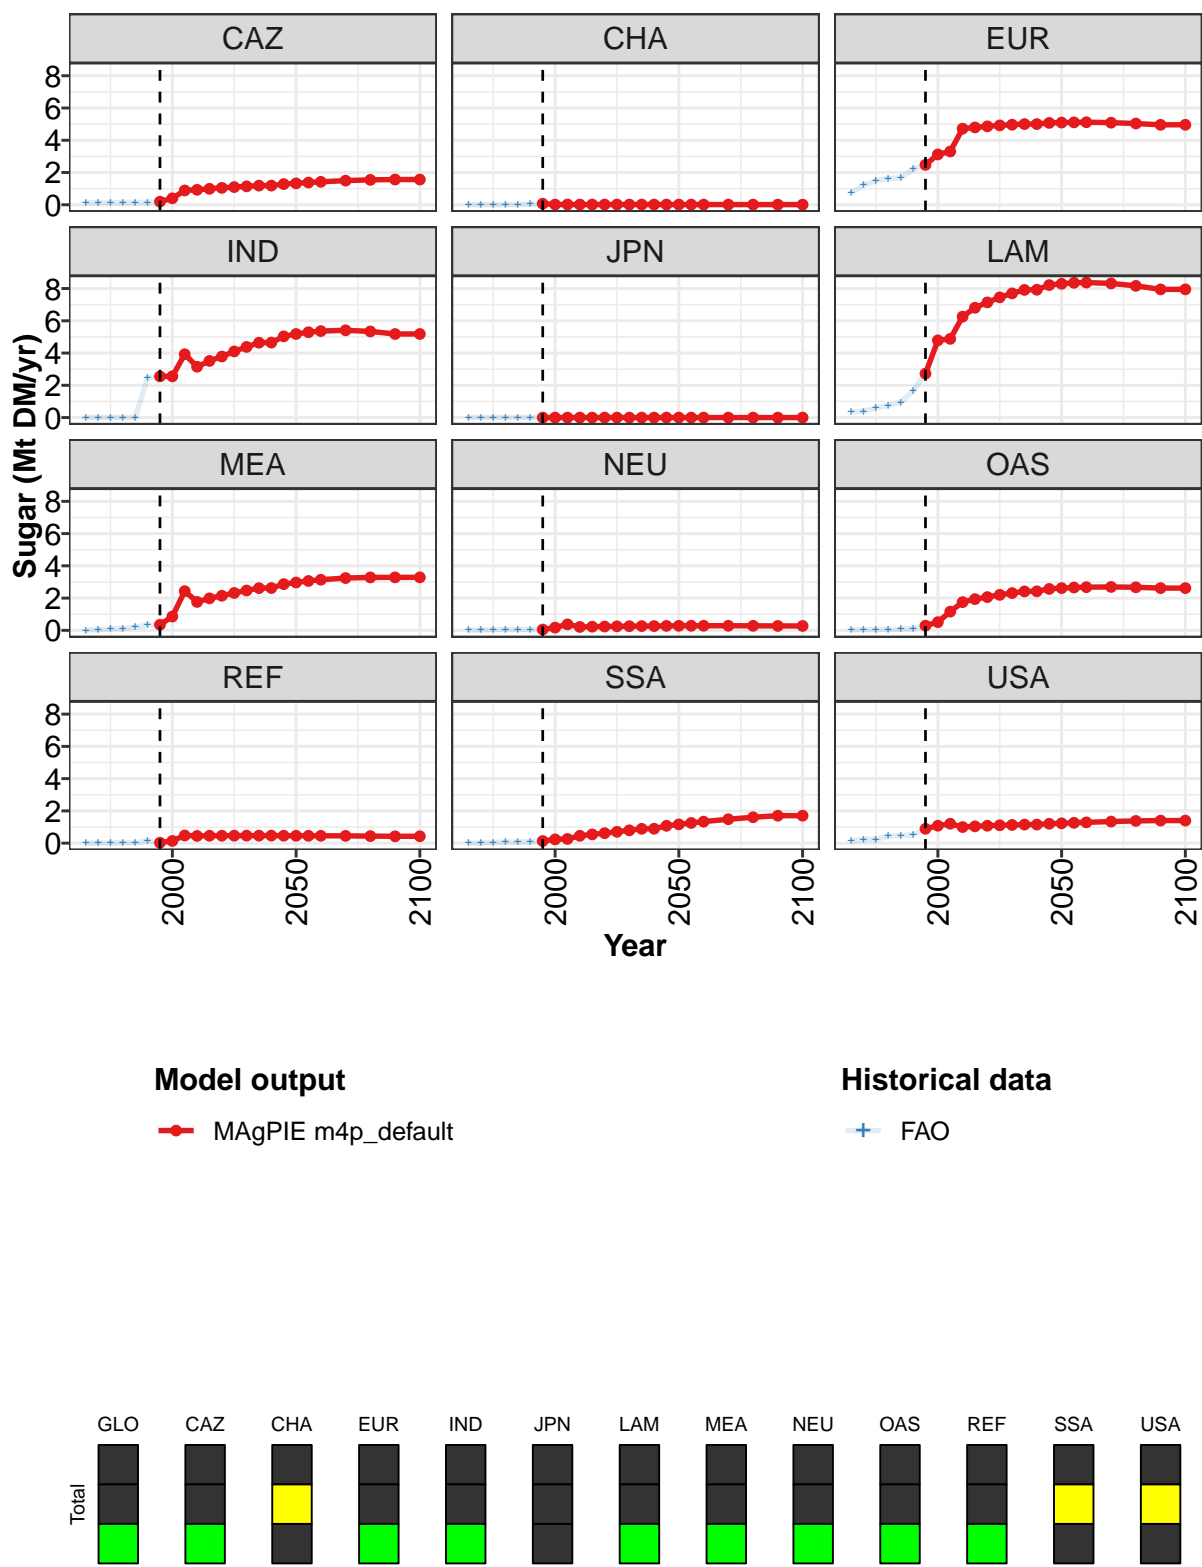 CAZ CHA EUR
8
6
4
2
0
IND JPN LAM
8
6
4
2
0
Sugar (Mt DM/yr)
MEA NEU OAS
8
6
4
2
0
REF SSA USA
8
6
4
2
0
2000 2050 2100 2000 2050 2100 2000 2050 2100
Year
Model output Historical data
MAgPIE m4p_default FAO
GLO CAZ CHA EUR IND JPN LAM MEA NEU OAS REF SSA USA
Total